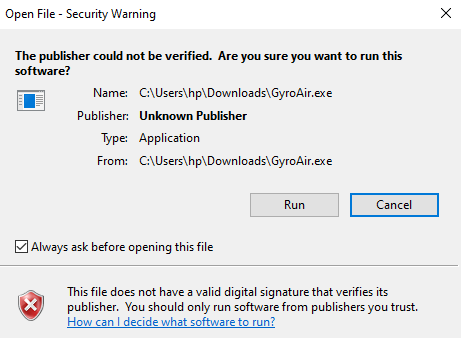 Open File - Security Warning
The publisher could not be verified.  Are you sure you want to run this
software?
Name: C:\Users\hp\Downloads\GyroAir.exe
Publisher: Unknown Publisher
Type: Application
From: C:\Users\hp\Downloads\GyroAir.exe
Run Cancel
Always ask before opening this file
This file does not have a valid digital signature that verifies its
publisher.  You should only run software from publishers you trust.
How can I decide what software to run?